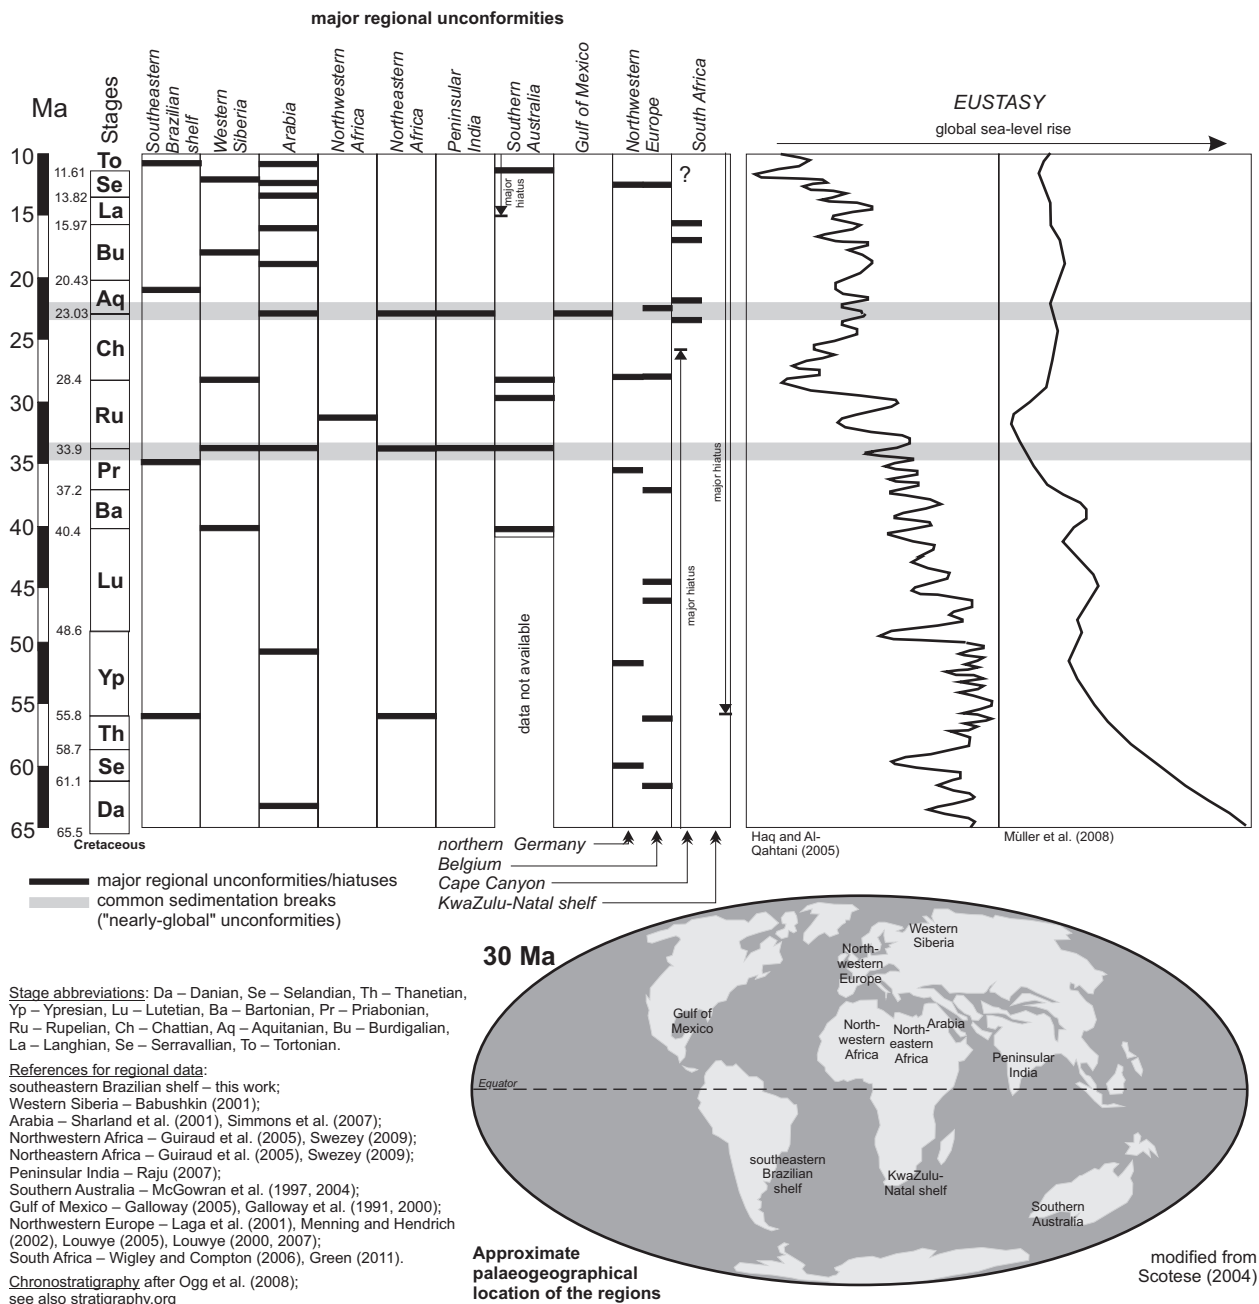 major regional unconformities
Ma
Stages
Southeastern
Brazilian
shelf
Western
Siberia
Arabia
Northwestern
Africa
Northeastern
Africa
Peninsular
India
Southern
Australia
Gulf of Mexico
Northwestern
Europe
South Africa
EUSTASY
global sea-level rise
10
15
20
25
30
35
40
45
50
55
60
65
11.61
13.82
15.97
20.43
23.03
28.4
33.9
37.2
40.4
48.6
55.8
58.7
61.1
65.5
To
Se
La
Bu
Aq
Ch
Ru
Pr
Ba
Lu
Yp
Th
Se
Da
Cretaceous
major
hiatus
?
major hiatus
major hiatus
data not available
Haq and Al-
Qahtani (2005)
Müller et al. (2008)
northern Germany
Belgium
Cape Canyon
KwaZulu-Natal shelf
major regional unconformities/hiatuses
common sedimentation breaks
("nearly-global" unconformities)
30 Ma
Western
Siberia
North-
western
Europe
Gulf of
Mexico
North-
western
Africa
North-
eastern
Africa
Arabia
Peninsular
India
Equator
southeastern
Brazilian
shelf
KwaZulu-
Natal shelf
Southern
Australia
Approximate
palaeogeographical
location of the regions
modified from
Scotese (2004)
Stage abbreviations: Da – Danian, Se – Selandian, Th – Thanetian,
Yp – Ypresian, Lu – Lutetian, Ba – Bartonian, Pr – Priabonian,
Ru – Rupelian, Ch – Chattian, Aq – Aquitanian, Bu – Burdigalian,
La – Langhian, Se – Serravallian, To – Tortonian.
References for regional data:
southeastern Brazilian shelf – this work;
Western Siberia – Babushkin (2001);
Arabia – Sharland et al. (2001), Simmons et al. (2007);
Northwestern Africa – Guiraud et al. (2005), Swezey (2009);
Northeastern Africa – Guiraud et al. (2005), Swezey (2009);
Peninsular India – Raju (2007);
Southern Australia – McGowran et al. (1997, 2004);
Gulf of Mexico – Galloway (2005), Galloway et al. (1991, 2000);
Northwestern Europe – Laga et al. (2001), Menning and Hendrich
(2002), Louwye (2005), Louwye (2000, 2007);
South Africa – Wigley and Compton (2006), Green (2011).
Chronostratigraphy after Ogg et al. (2008);
see also stratigraphy.org